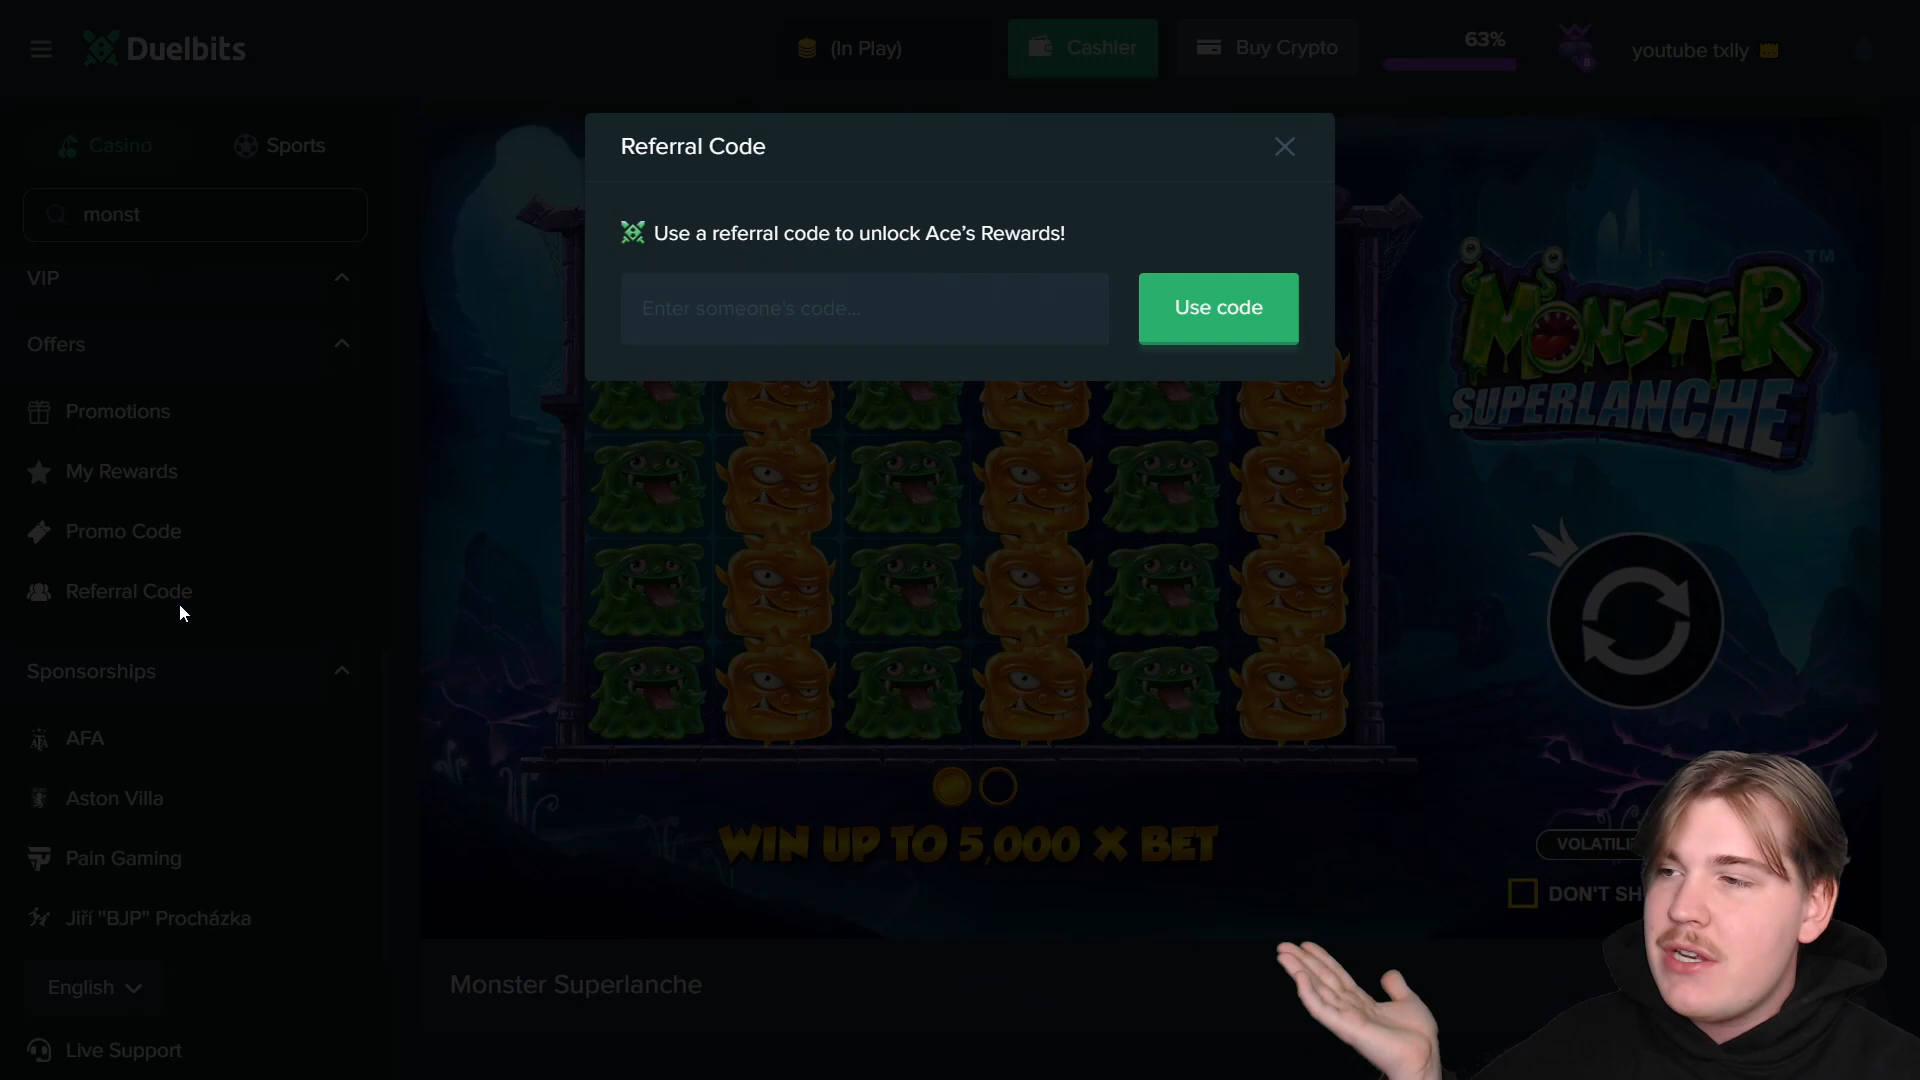 Duelbits
(In Play)
Cashier
Buy Crypto
63%
8
youtube txlly
Casino
Sports
monst
VIP
Offers
Promotions
My Rewards
Promo Code
Referral Code
Sponsorships
AFA
Aston Villa
Pain Gaming
Jiří "BJP" Procházka
English
Live Support
Referral Code
Use a referral code to unlock Ace's Rewards!
Enter someone's code...
Use code
MONSTER
SUPERLANCHE
TM
WIN UP TO 5,000 X BET
DON'T
Monster Superlanche